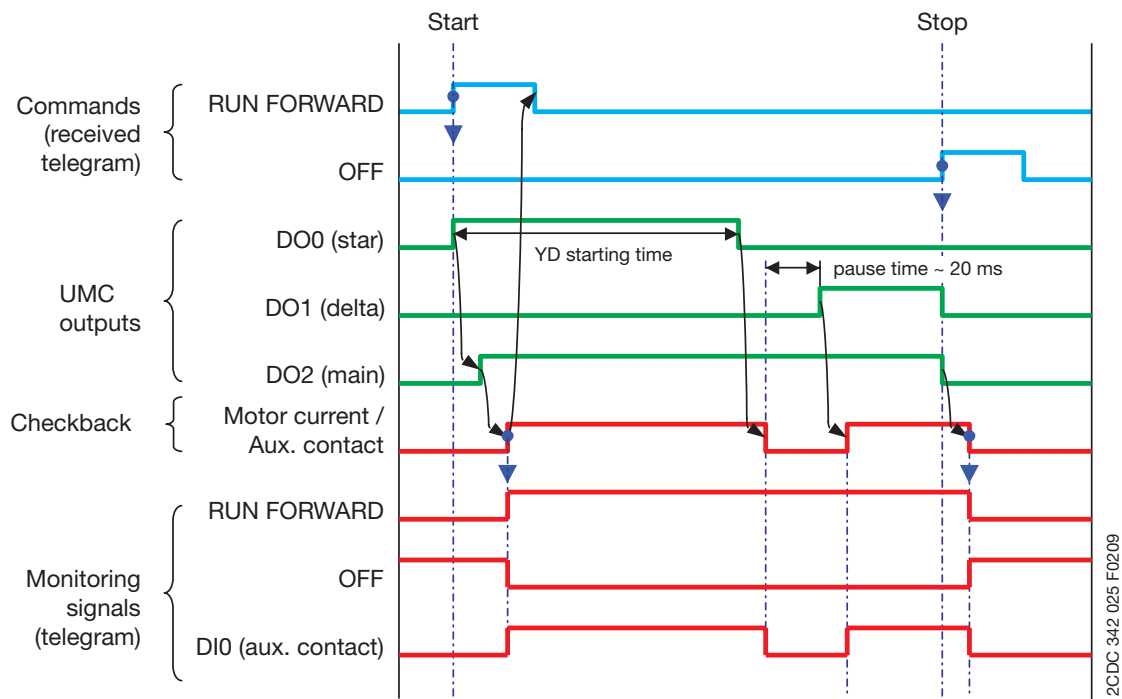 Start
Stop
Commands
(received
telegram)
RUN FORWARD
OFF
UMC
outputs
DO0 (star)
YD starting time
pause time ~ 20 ms
DO1 (delta)
DO2 (main)
Checkback
Motor current /
Aux. contact
Monitoring
signals
(telegram)
RUN FORWARD
OFF
DI0 (aux. contact)
2CDC 342 025 F0209